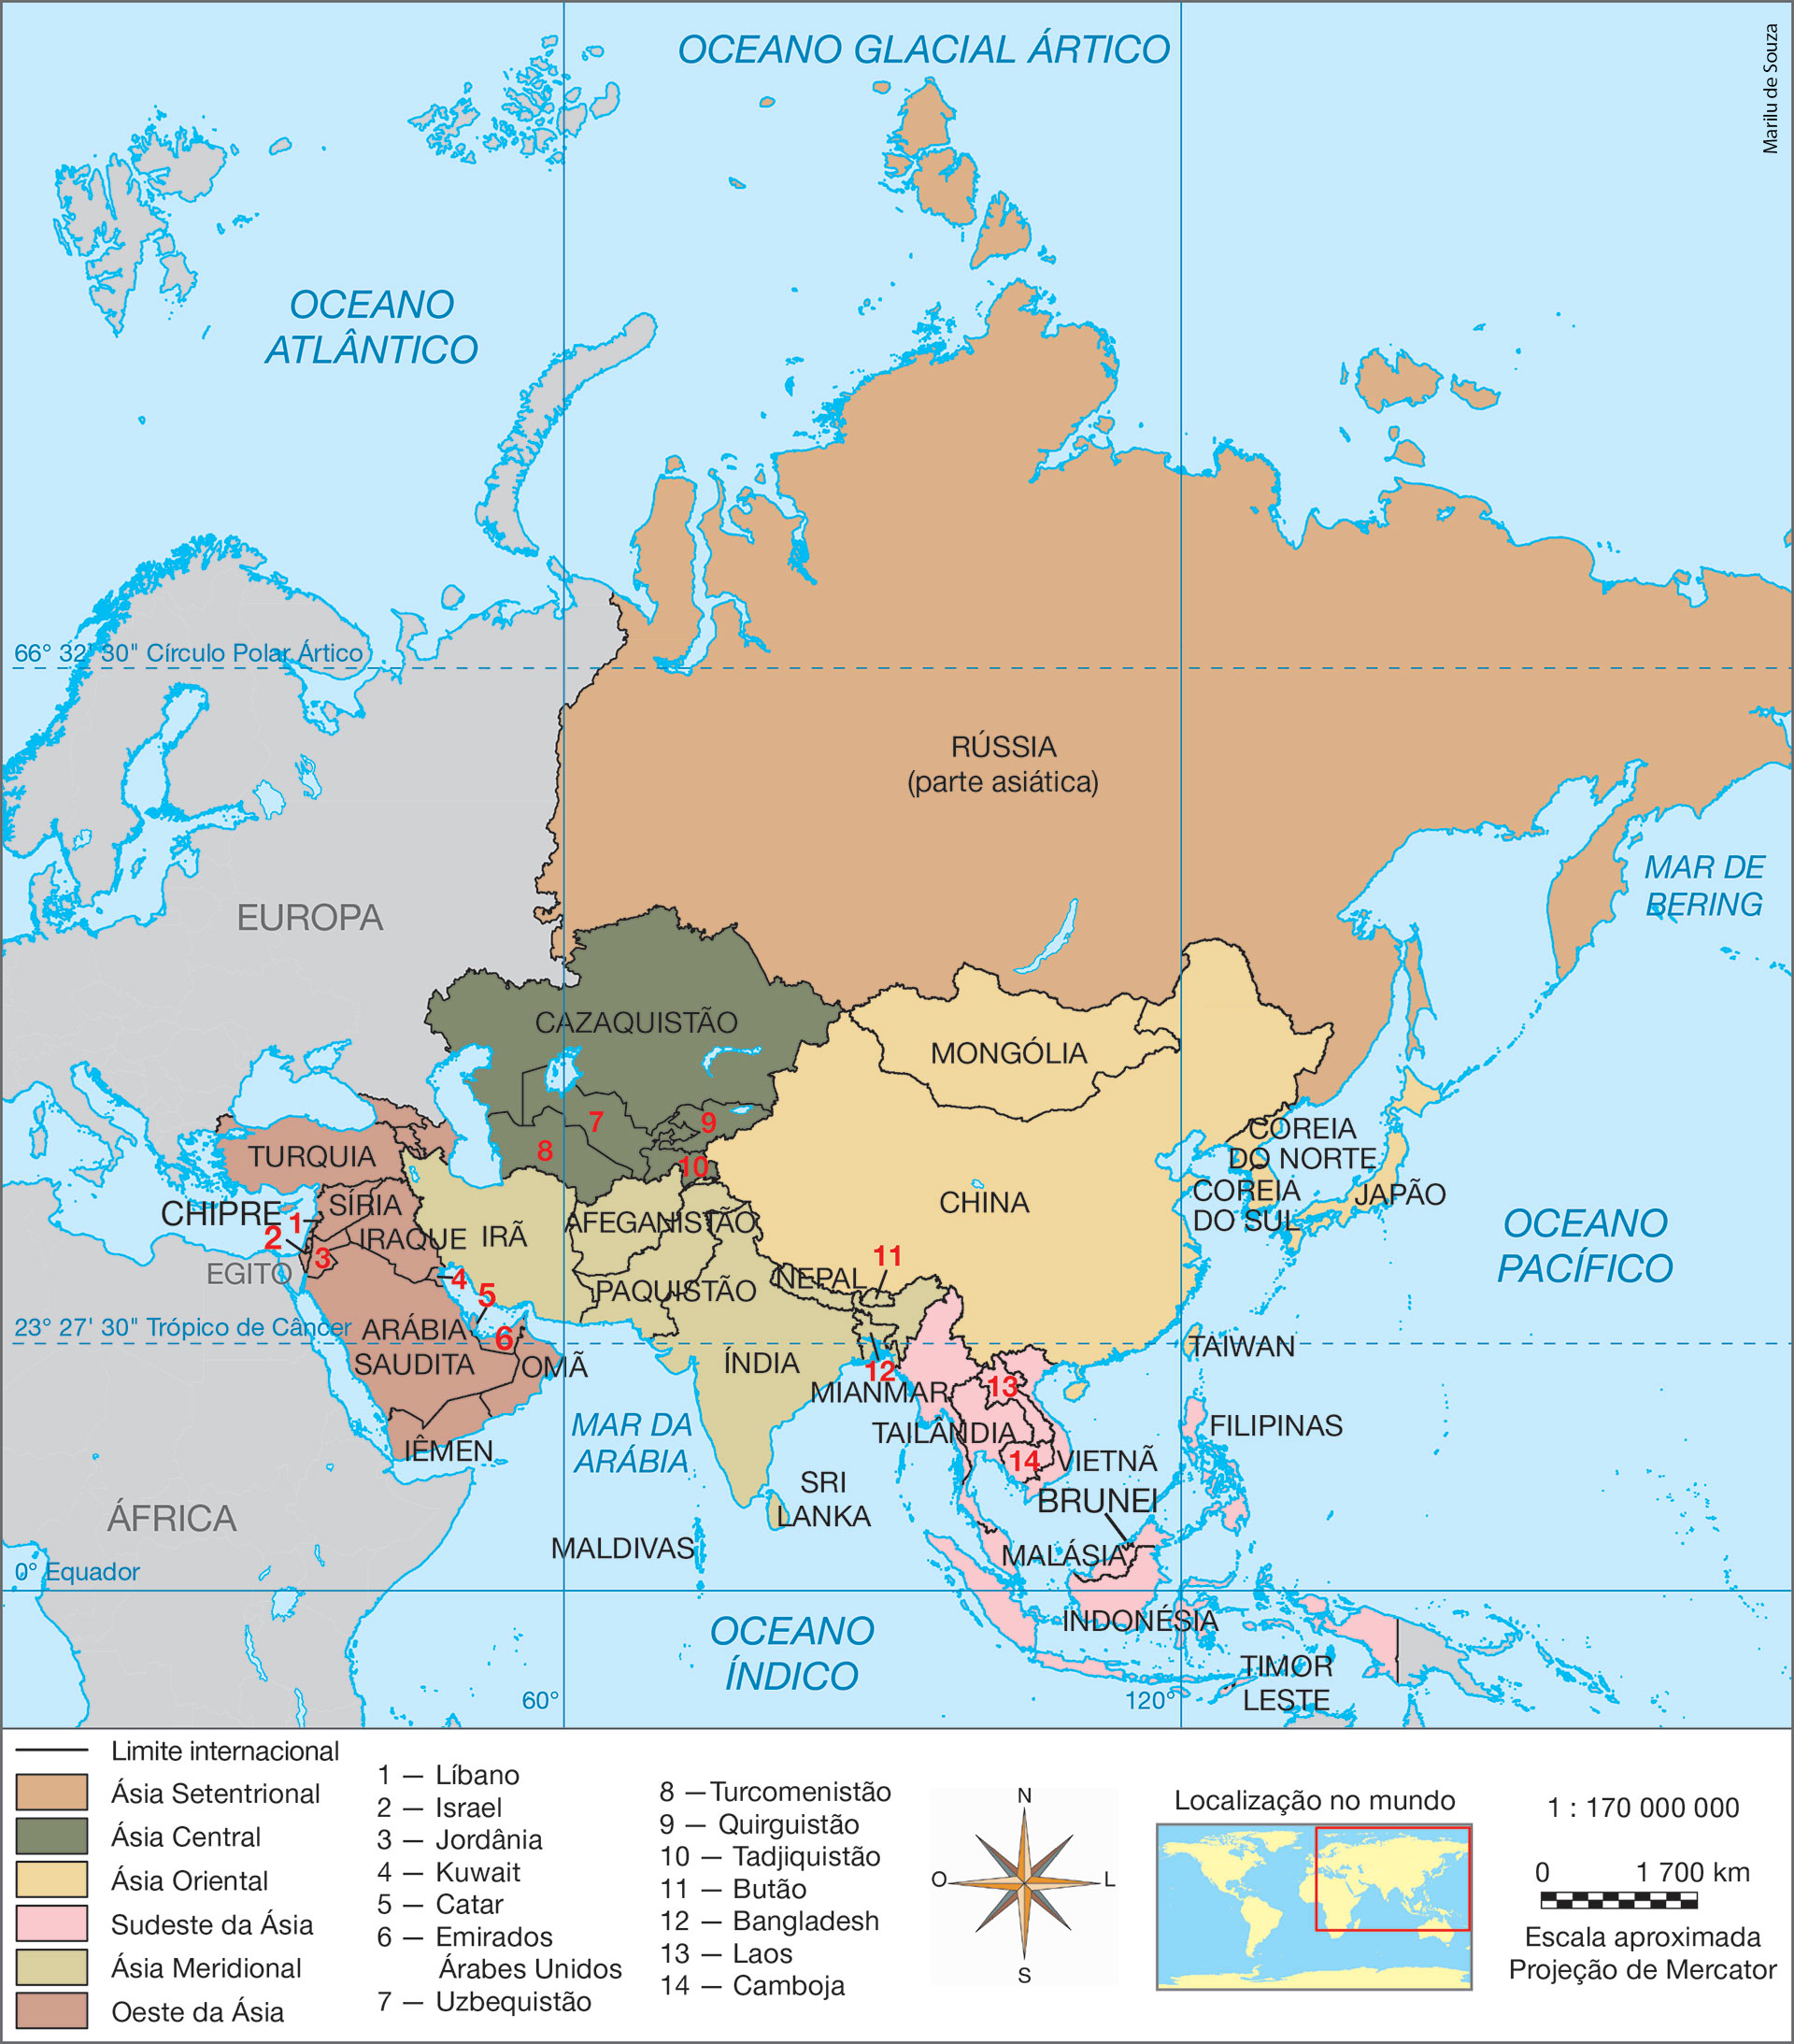 OCEANO GLACIAL ÁRTICO
Marilu de Souza
OCEANO
ATLÂNTICO
66° 32' 30" Círculo Polar Ártico
RÚSSIA
(parte asiática)
MAR DE
BERING
EUROPA
CAZAQUISTÃO
MONGÓLIA
7
9
8
10
COREIA
DO NORTE
TURQUIA
COREIA
DO SUL
JAPÃO
CHINA
SÍRIA
CHIPRE
1
2
3
IRAQUE
IRÃ
AFEGANISTÃO
OCEANO
PACÍFICO
EGITO
4
5
PAQUISTÃO
NEPAL
11
23° 27' 30" Trópico de Câncer
ARÁBIA
SAUDITA
6
OMÃ
ÍNDIA
12
TAIWAN
MIANMAR
13
MAR DA
ARÁBIA
TAILÂNDIA
FILIPINAS
IÊMEN
14
VIETNÃ
SRI
LANKA
BRUNEI
ÁFRICA
MALDIVAS
MALÁSIA
0° Equador
OCEANO
ÍNDICO
INDONÉSIA
TIMOR
LESTE
60°
120°
Limite internacional
Ásia Setentrional
Ásia Central
Ásia Oriental
Sudeste da Ásia
Ásia Meridional
Oeste da Ásia
1 — Líbano
2 — Israel
3 — Jordânia
4 — Kuwait
5 — Catar
6 — Emirados
Árabes Unidos
7 — Uzbequistão
8 —Turcomenistão
9 — Quirguistão
10 — Tadjiquistão
11 — Butão
12 — Bangladesh
13 — Laos
14 — Camboja
N
O
L
S
Localização no mundo
1 : 170 000 000
0 1 700 km
Escala aproximada
Projeção de Mercator